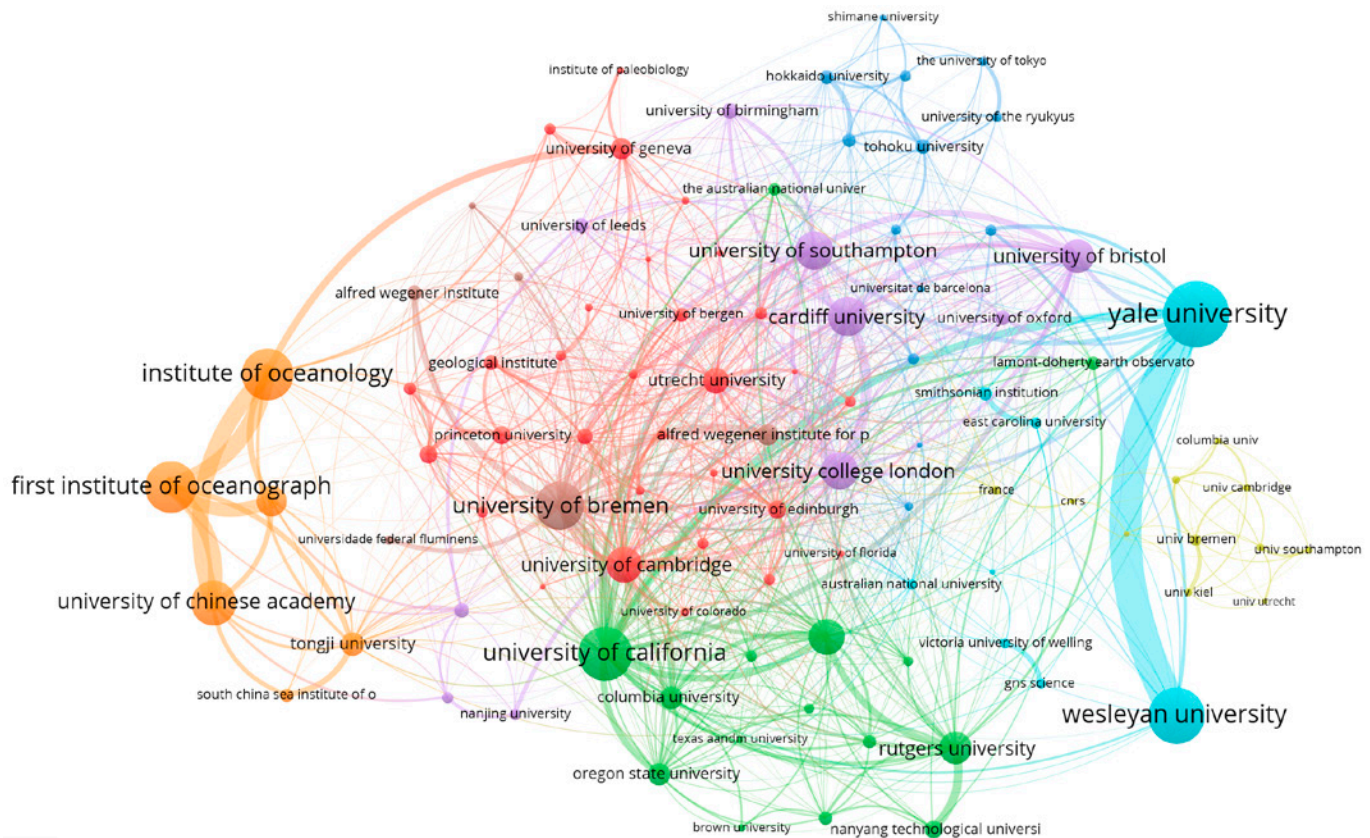 shimane university
the university of tokyo
institute of paleobiology
hokkaido university
university of birmingham
university of the ryukyus
university of geneva
tohoku university
the australian national univer
university of leeds
university of southampton
university of bristol
universitat de barcelona
alfred wegener institute
university of bergen
cardiff university
university of oxford
yale university
geological institute
lamont-doherty earth observato
institute of oceanology
utrecht university
smithsonian institution
east carolina university
princeton university
alfred wegener institute for p
columbia univ
university college london
first institute of oceanograph
france
cnrs
univ cambridge
university of bremen
university of edinburgh
universidade federal fluminens
univ bremen
univ southampton
university of florida
university of cambridge
australian national university
univ kiel
univ utrecht
university of chinese academy
university of colorado
tongji university
university of california
victoria university of welling
gns science
south china sea institute of o
columbia university
nanjing university
wesleyan university
texas aandm university
rutgers university
oregon state university
brown university
nanyang technological universi